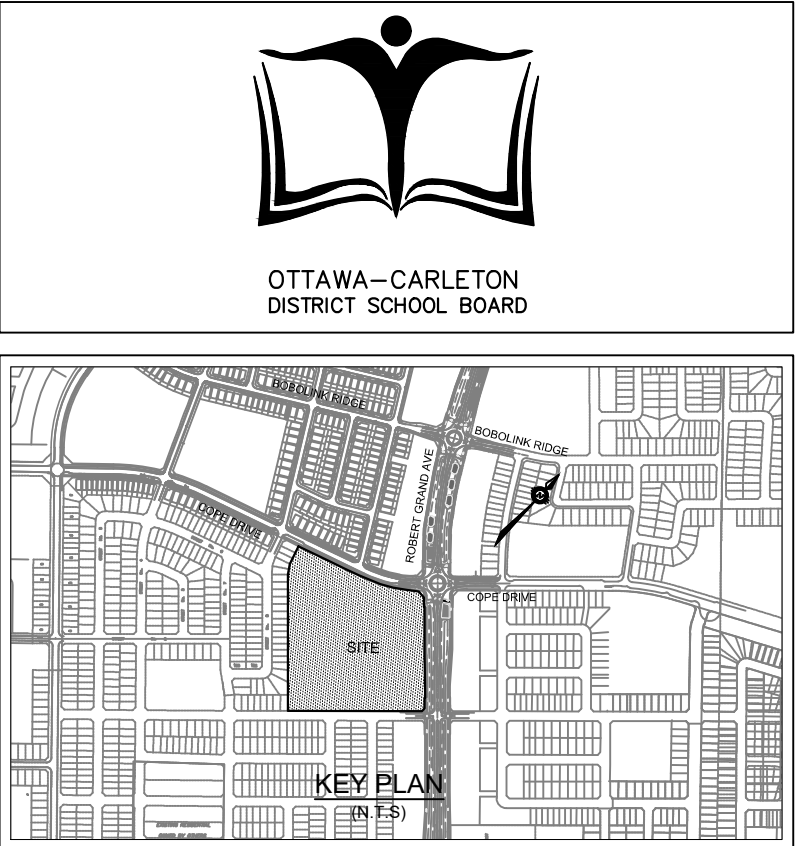 OTTAWA-CARLETON
DISTRICT SCHOOL BOARD
BOBOLINK RIDGE
BOBOLINK RIDGE
ROBERT GRAND AVE
COPE DRIVE
COPE DRIVE
SITE
KEY PLAN
(N.T.S)